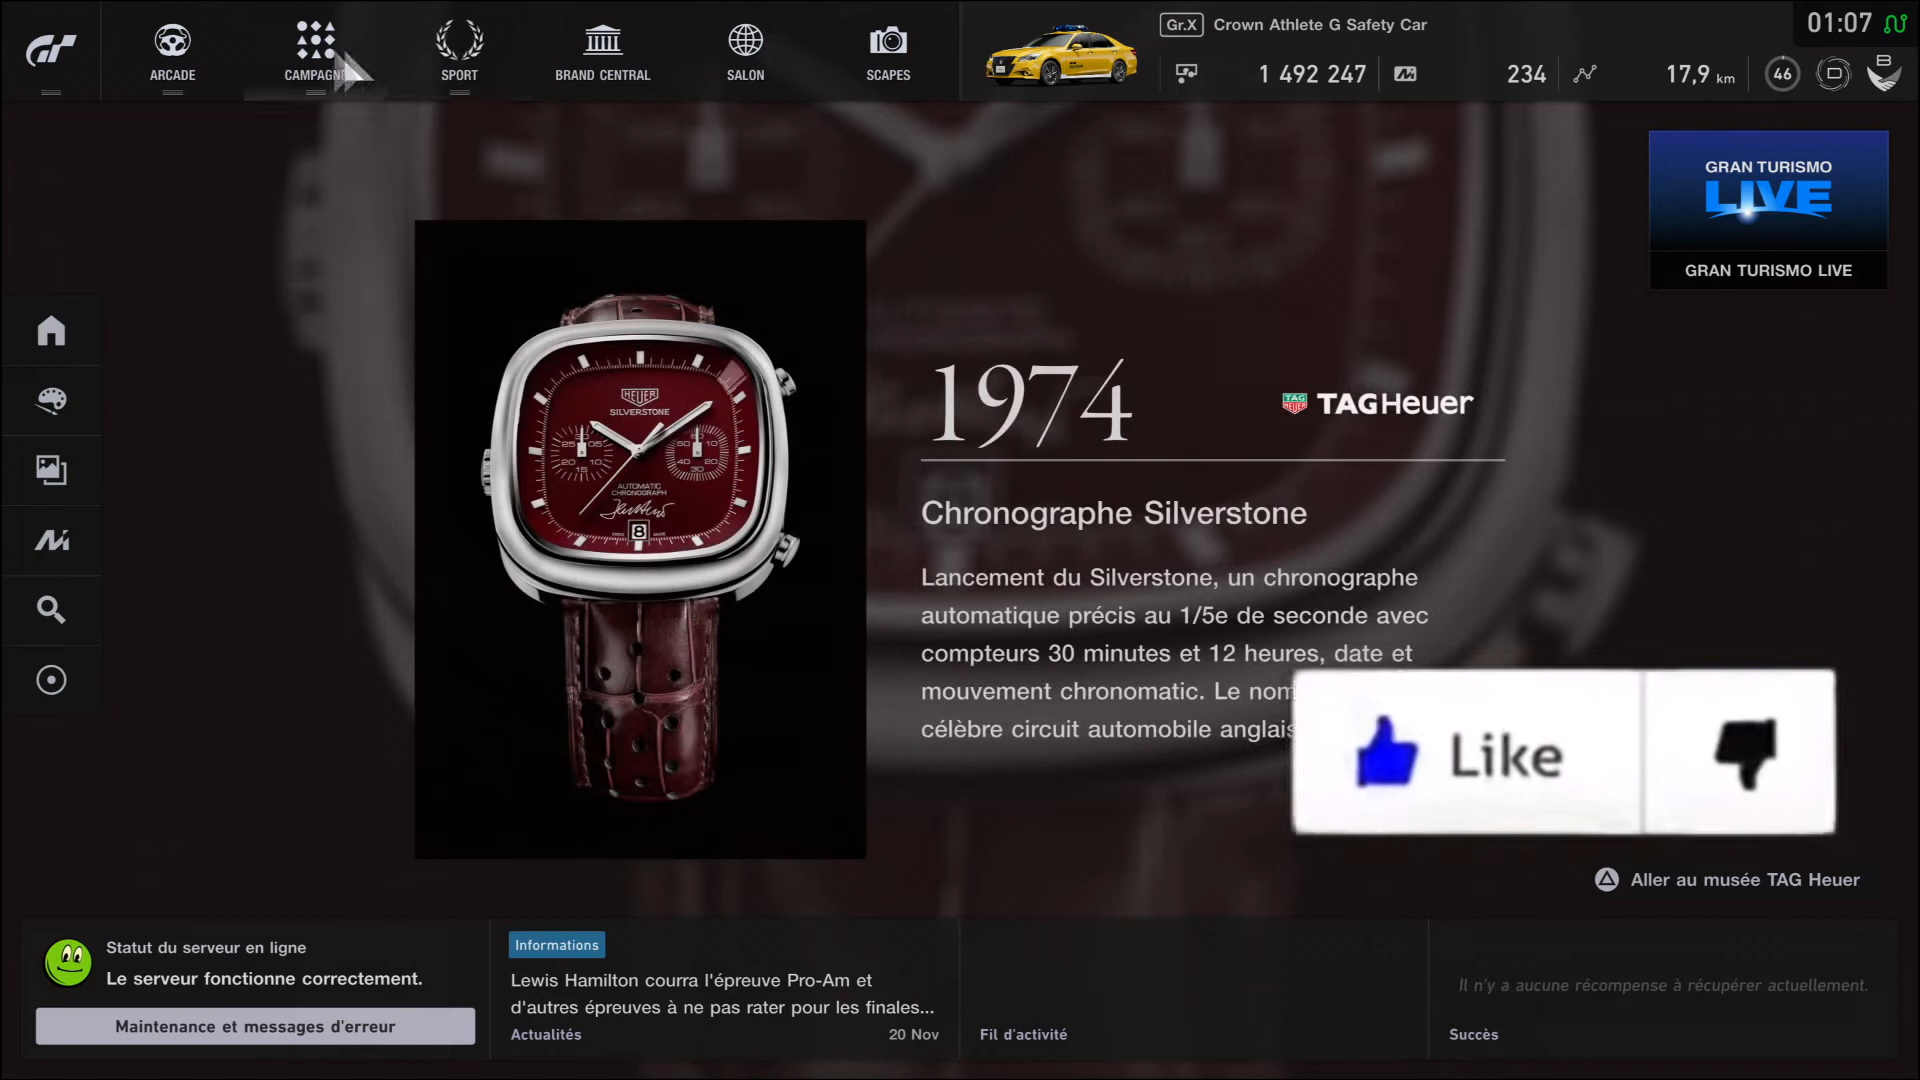 GT
ARCADE
CAMPAGN
SPORT
BRAND CENTRAL
SALON
SCAPES
Gr.X Crown Athlete G Safety Car
1 492 247
234
17,9 km
46
B
01:07
GRAN TURISMO
LIVE
GRAN TURISMO LIVE
HEUER
SILVERSTONE
AUTOMATIC
CHRONOGRAPH
8
1974
TAG HEUER
TAGHeuer
Chronographe Silverstone
Lancement du Silverstone, un chronographe
automatique précis au 1/5e de seconde avec
compteurs 30 minutes et 12 heures, date et
mouvement chronomatic. Le nom
célèbre circuit automobile anglais
Like
Aller au musée TAG Heuer
Statut du serveur en ligne
Le serveur fonctionne correctement.
Maintenance et messages d'erreur
Informations
Lewis Hamilton courra l'épreuve Pro-Am et
d'autres épreuves à ne pas rater pour les finales...
Actualités
20 Nov
Fil d'activité
Il n'y a aucune récompense à récupérer actuellement.
Succès